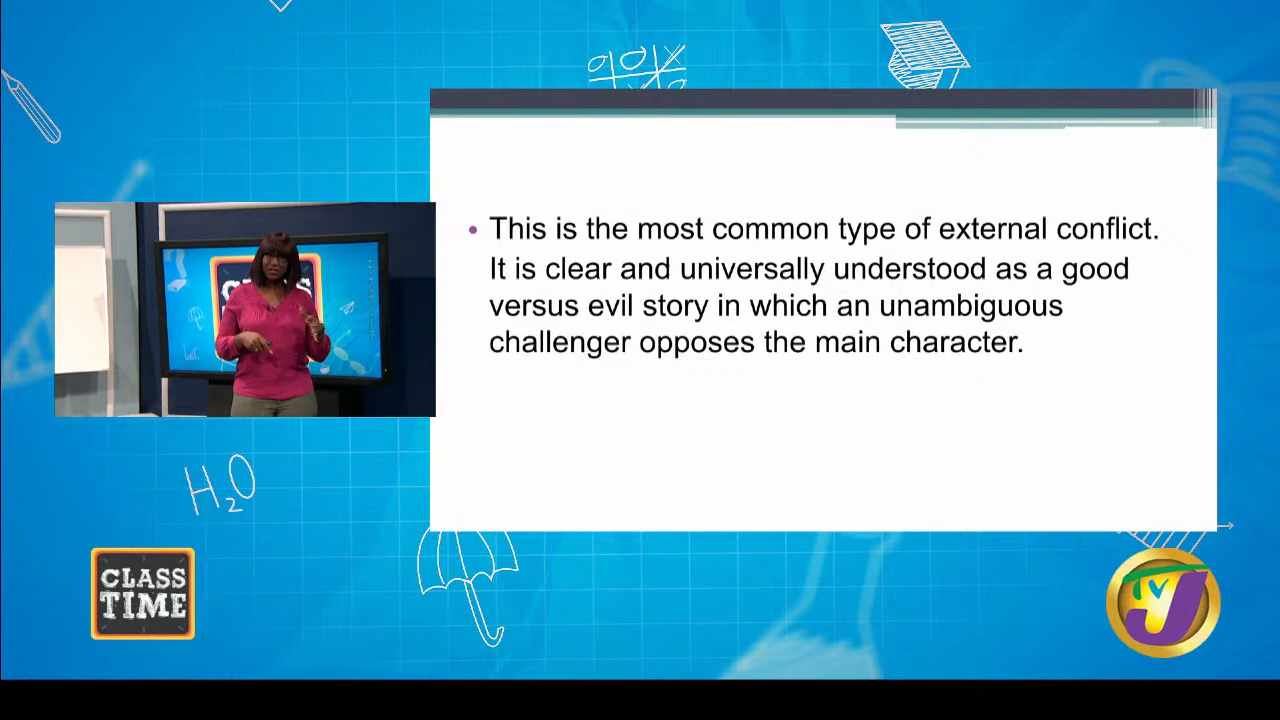 This is the most common type of external conflict.
It is clear and universally understood as a good
versus evil story in which an unambiguous
challenger opposes the main character.
H₂O
CLASS
TIME
TVJ